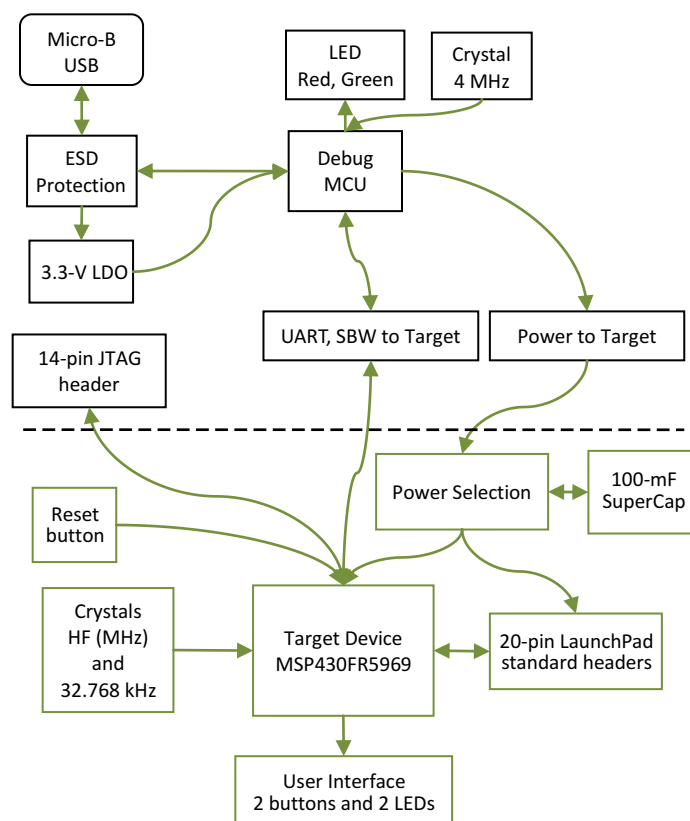 Micro-B
USB
LED
Red, Green
Crystal
4 MHz
ESD
Protection
Debug
MCU
3.3-V LDO
14-pin JTAG
header
UART, SBW to Target
Power to Target
Power Selection
100-mF
SuperCap
Reset
button
Crystals
HF (MHz)
and
32.768 kHz
Target Device
MSP430FR5969
20-pin LaunchPad
standard headers
User Interface
2 buttons and 2 LEDs